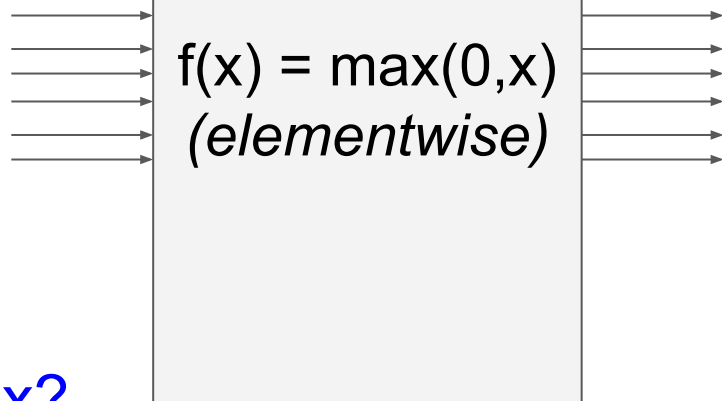 f(x) = max(0,x)
(elementwise)
x?